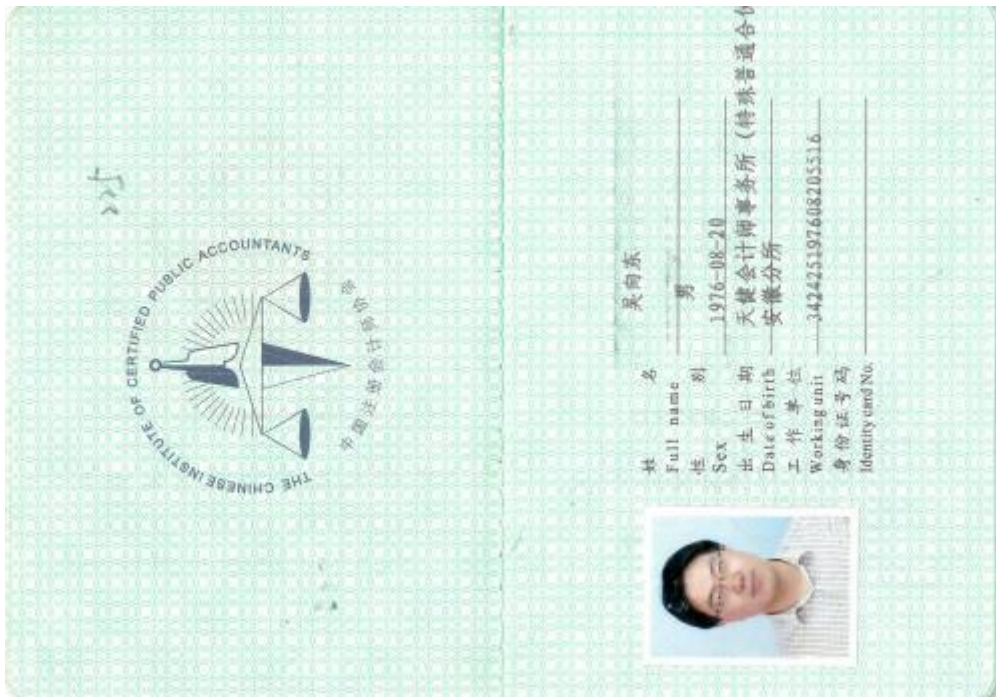 225
THE CHINESE INSTITUTE OF CERTIFIED PUBLIC ACCOUNTANTS
中国注册会计师协会
姓 名 吴向东
Full name
性 别 男
Sex
出 生 日 期 1976-08-20
Date of birth
工 作 单 位 天健会计师事务所（特殊普通合伙
安徽分所
Working unit
身份证号码 342425197608205516
Identity card No.